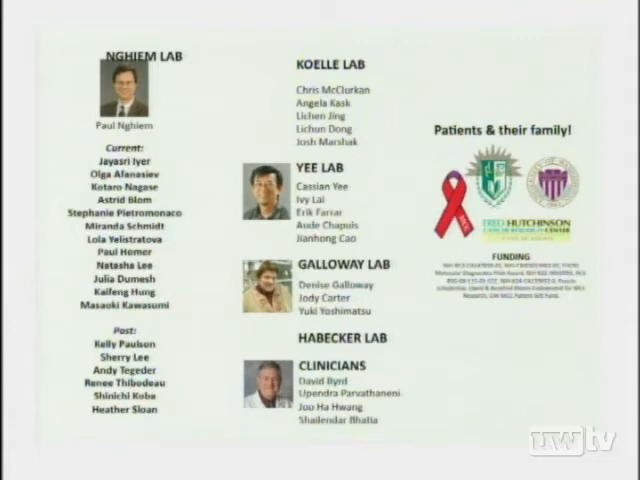 NGHIEM LAB
Paul Nghiem
Current:
Jayasri Iyer
Olga Afanasiev
Kotaro Nagase
Astrid Blom
Stephanie Pietromonaco
Miranda Schmidt
Lola Yelistratova
Paul Homer
Natasha Lee
Julia Dumesh
Kaifeng Hung
Masaoki Kawasumi
Past:
Kelly Paulson
Sherry Lee
Andy Tegeder
Renee Thibodeau
Shinichi Koba
Heather Sloan
KOELLE LAB
Chris McClurkan
Angela Kask
Lichen Jing
Lichun Dong
Josh Marshak
YEE LAB
Cassian Yee
Ivy Lai
Erik Farrar
Aude Chapuis
Jianhong Cao
GALLOWAY LAB
Denise Galloway
Jody Carter
Yuki Yoshimatsu
HABECKER LAB
CLINICIANS
David Byrd
Upendra Parvathaneni
Joo Ha Hwang
Shailendar Bhatia
Patients & their family!
MCC
FRED HUTCHINSON
CANCER RESEARCH CENTER
FUNDING
uwtv